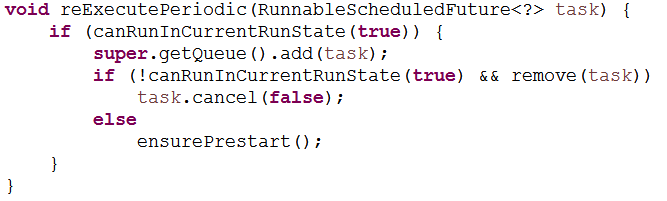 void reExecutePeriodic(RunnableScheduledFuture<?> task) {
    if (canRunInCurrentRunState(true)) {
        super.getQueue().add(task);
        if (!canRunInCurrentRunState(true) && remove(task))
            task.cancel(false);
        else
            ensurePrestart();
    }
}